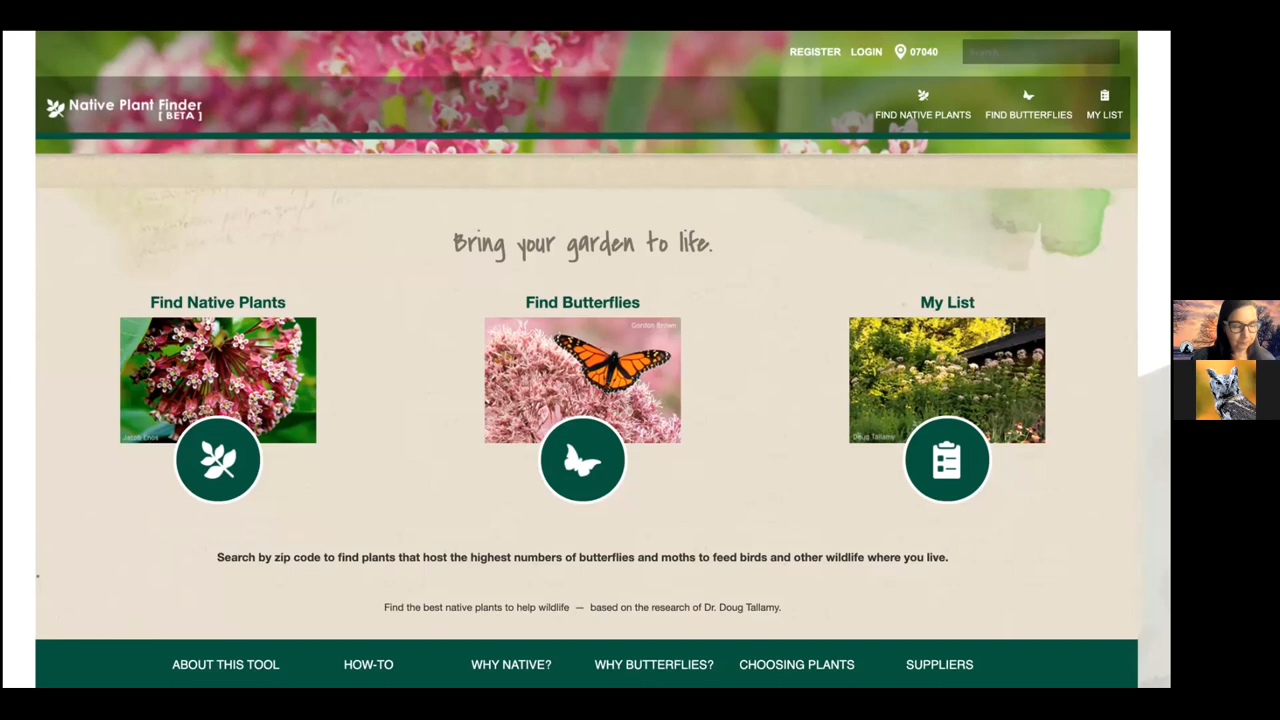 REGISTER LOGIN 07040 Search
Native Plant Finder
[ BETA ]
FIND NATIVE PLANTS FIND BUTTERFLIES MY LIST
Bring your garden to life.
Find Native Plants
Find Butterflies
My List
Gordon Brown
Jacob Enos
Doug Tallamy
Search by zip code to find plants that host the highest numbers of butterflies and moths to feed birds and other wildlife where you live.
Find the best native plants to help wildlife — based on the research of Dr. Doug Tallamy.
ABOUT THIS TOOL HOW-TO WHY NATIVE? WHY BUTTERFLIES? CHOOSING PLANTS SUPPLIERS